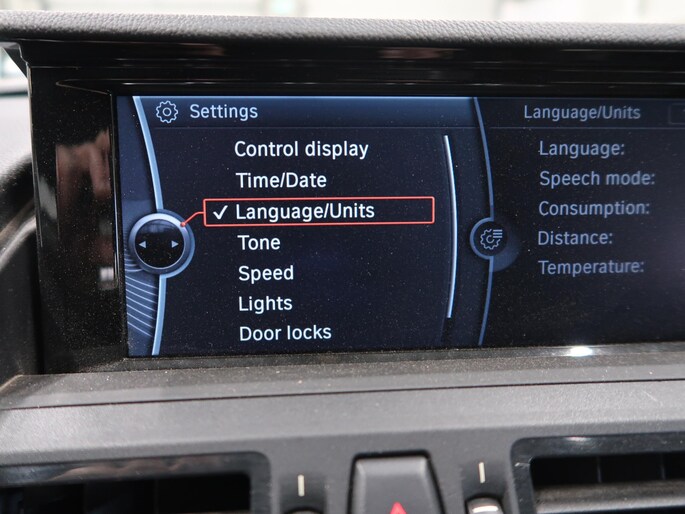 Settings
Control display
Time/Date
Language/Units
Tone
Speed
Lights
Door locks
Language/Units
Language:
Speech mode:
Consumption:
Distance:
Temperature: